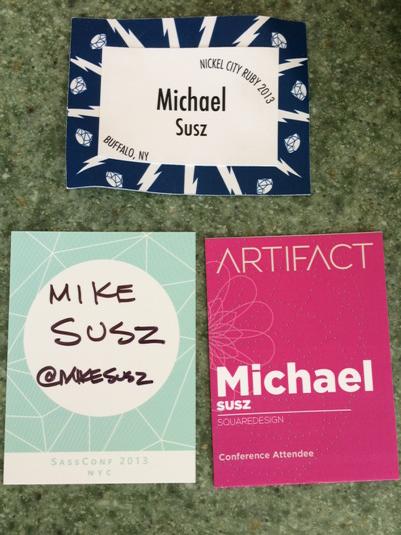 NICKEL CITY RUBY 2013
Michael
Susz
BUFFALO, NY
MIKE
SUSZ
@MIKESUSZ
SASSCONF 2013
NYC
ARTIFACT
Michael
SUSZ
SQUAREDESIGN
Conference Attendee